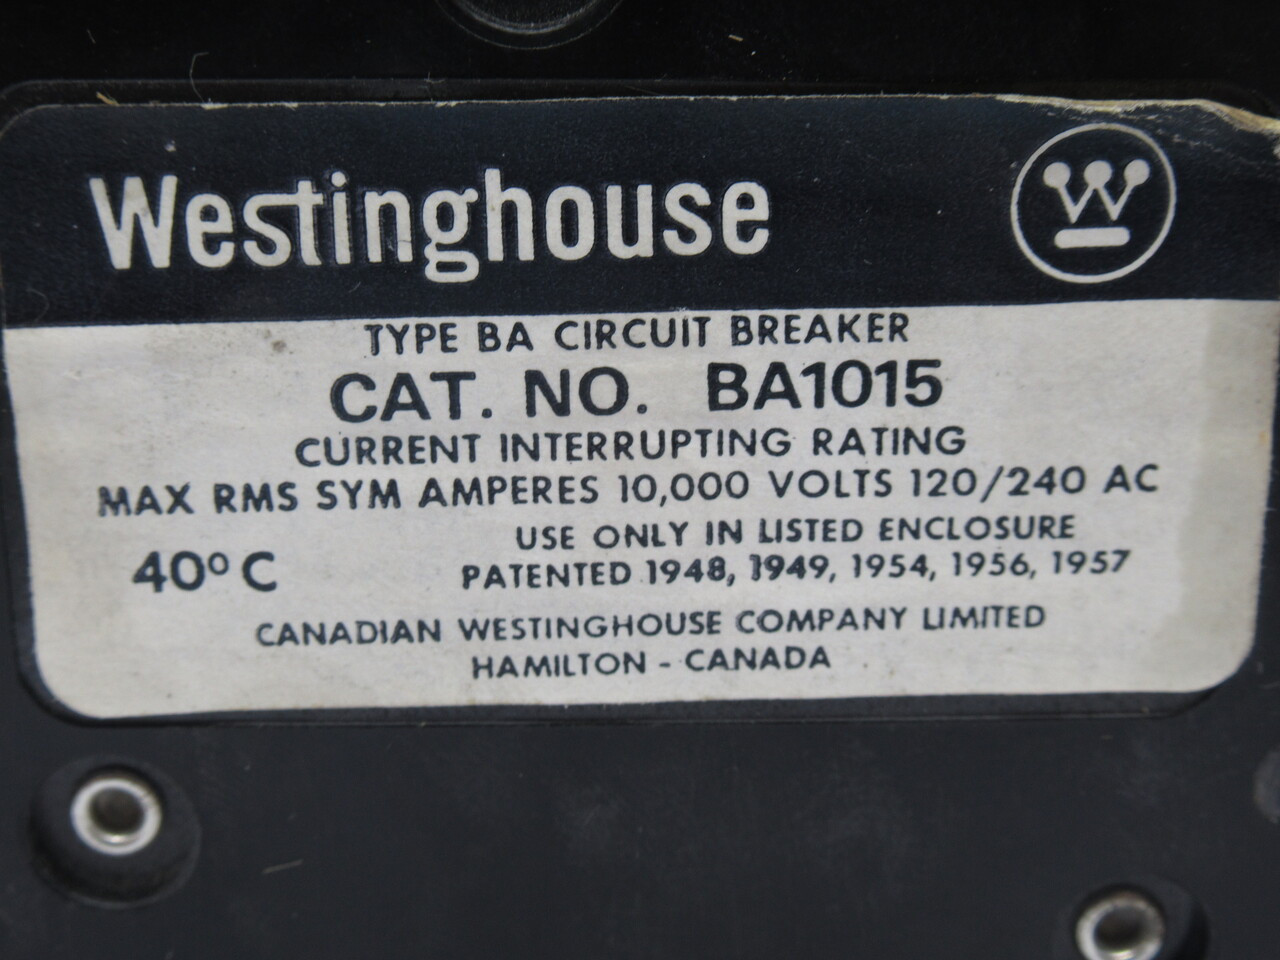 Westinghouse
W
TYPE BA CIRCUIT BREAKER
CAT. NO. BA1015
CURRENT INTERRUPTING RATING
MAX RMS SYM AMPERES 10,000 VOLTS 120/240 AC
USE ONLY IN LISTED ENCLOSURE
40°C PATENTED 1948, 1949, 1954, 1956, 1957
CANADIAN WESTINGHOUSE COMPANY LIMITED
HAMILTON - CANADA